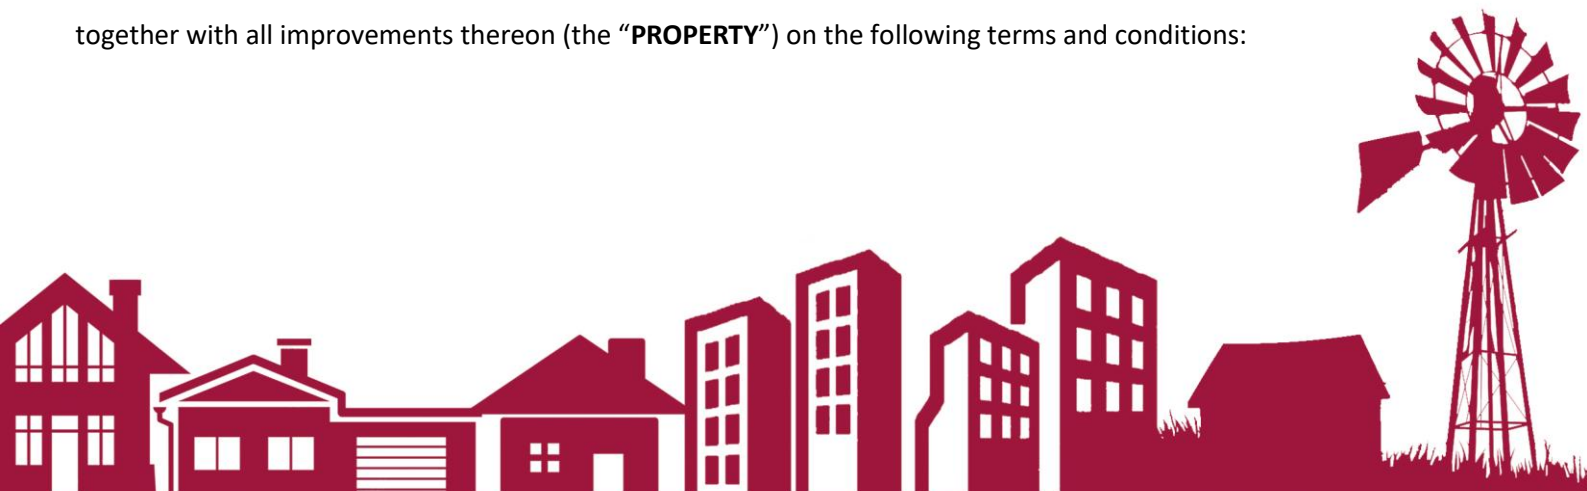 together with all improvements thereon (the “PROPERTY”) on the following terms and conditions: